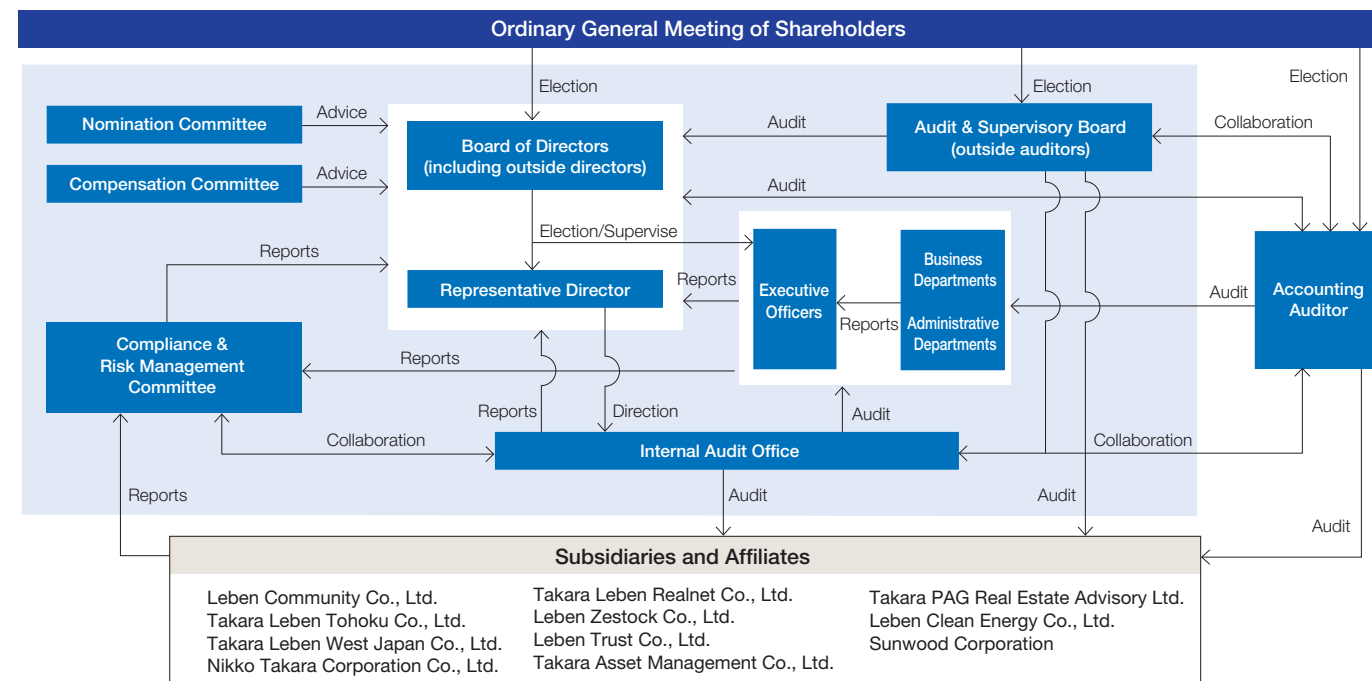 Ordinary General Meeting of Shareholders
Election
Election
Election
Nomination Committee
Advice
Compensation Committee
Advice
Board of Directors
(including outside directors)
Audit
Audit & Supervisory Board
(outside auditors)
Collaboration
Audit
Election/Supervise
Reports
Representative Director
Reports
Executive
Officers
Reports
Business
Departments
Administrative
Departments
Audit
Accounting
Auditor
Compliance &
Risk Management
Committee
Reports
Reports
Direction
Audit
Collaboration
Internal Audit Office
Collaboration
Reports
Audit
Audit
Audit
Subsidiaries and Affiliates
Leben Community Co., Ltd.
Takara Leben Tohoku Co., Ltd.
Takara Leben West Japan Co., Ltd.
Nikko Takara Corporation Co., Ltd.
Takara Leben Realnet Co., Ltd.
Leben Zestock Co., Ltd.
Leben Trust Co., Ltd.
Takara Asset Management Co., Ltd.
Takara PAG Real Estate Advisory Ltd.
Leben Clean Energy Co., Ltd.
Sunwood Corporation